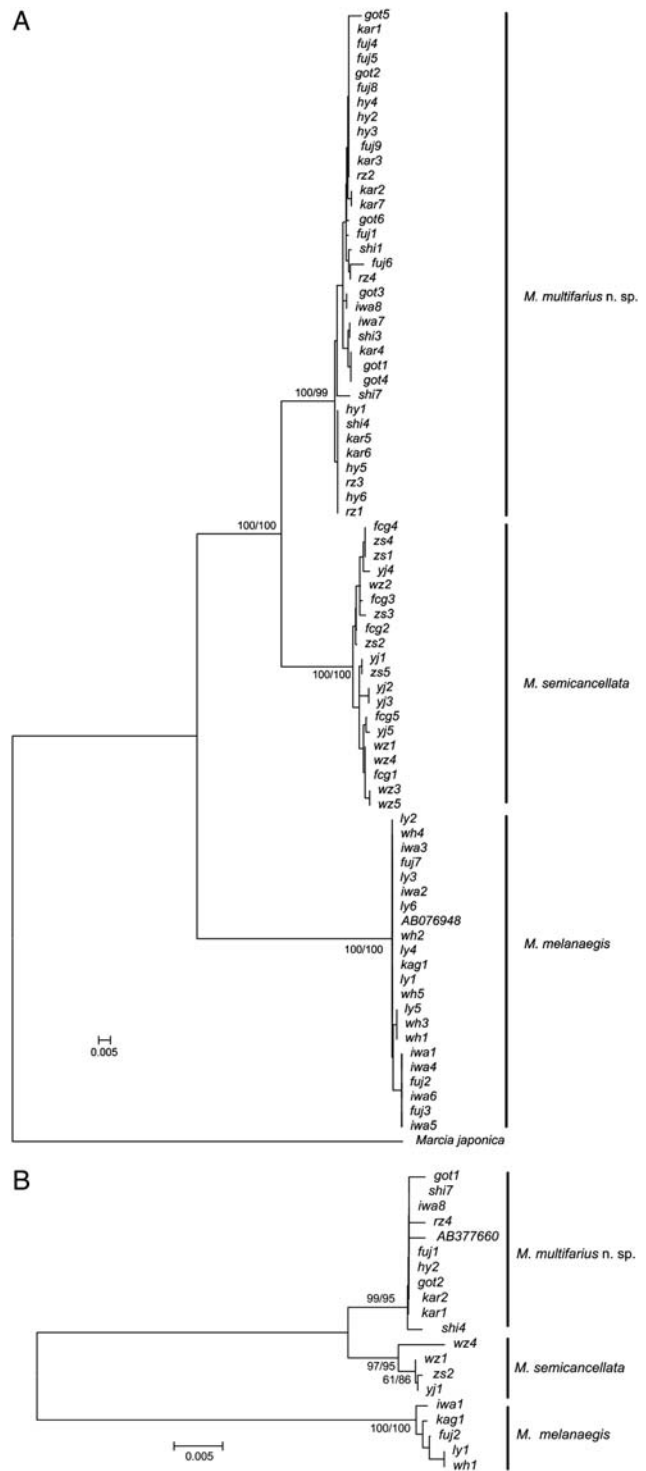 A
got5
kar1
fuj4
fuj5
got2
fuj8
hy4
hy2
hy3
fuj9
kar3
rz2
kar2
kar7
got6
fuj1
shi1
fuj6
rz4
got3
iwa8
iwa7
shi3
kar4
got1
got4
shi7
hy1
shi4
kar5
kar6
hy5
rz3
hy6
rz1
M. multifarius n. sp.
100/99
100/100
fcg4
zs4
zs1
yj4
wz2
fcg3
zs3
fcg2
zs2
yj1
zs5
yj2
yj3
fcg5
yj5
wz1
wz4
fcg1
wz3
wz5
M. semicancellata
100/100
ly2
wh4
iwa3
fuj7
ly3
iwa2
ly6
AB076948
wh2
ly4
kag1
ly1
wh5
ly5
wh3
wh1
iwa1
iwa4
fuj2
iwa6
fuj3
iwa5
M. melanaegis
100/100
0.005
Marcia japonica
B
got1
shi7
iwa8
rz4
AB377660
fuj1
hy2
got2
kar2
kar1
shi4
M. multifarius n. sp.
99/95
wz4
wz1
zs2
yj1
M. semicancellata
97/95
61/86
iwa1
kag1
fuj2
ly1
wh1
M. melanaegis
100/100
0.005